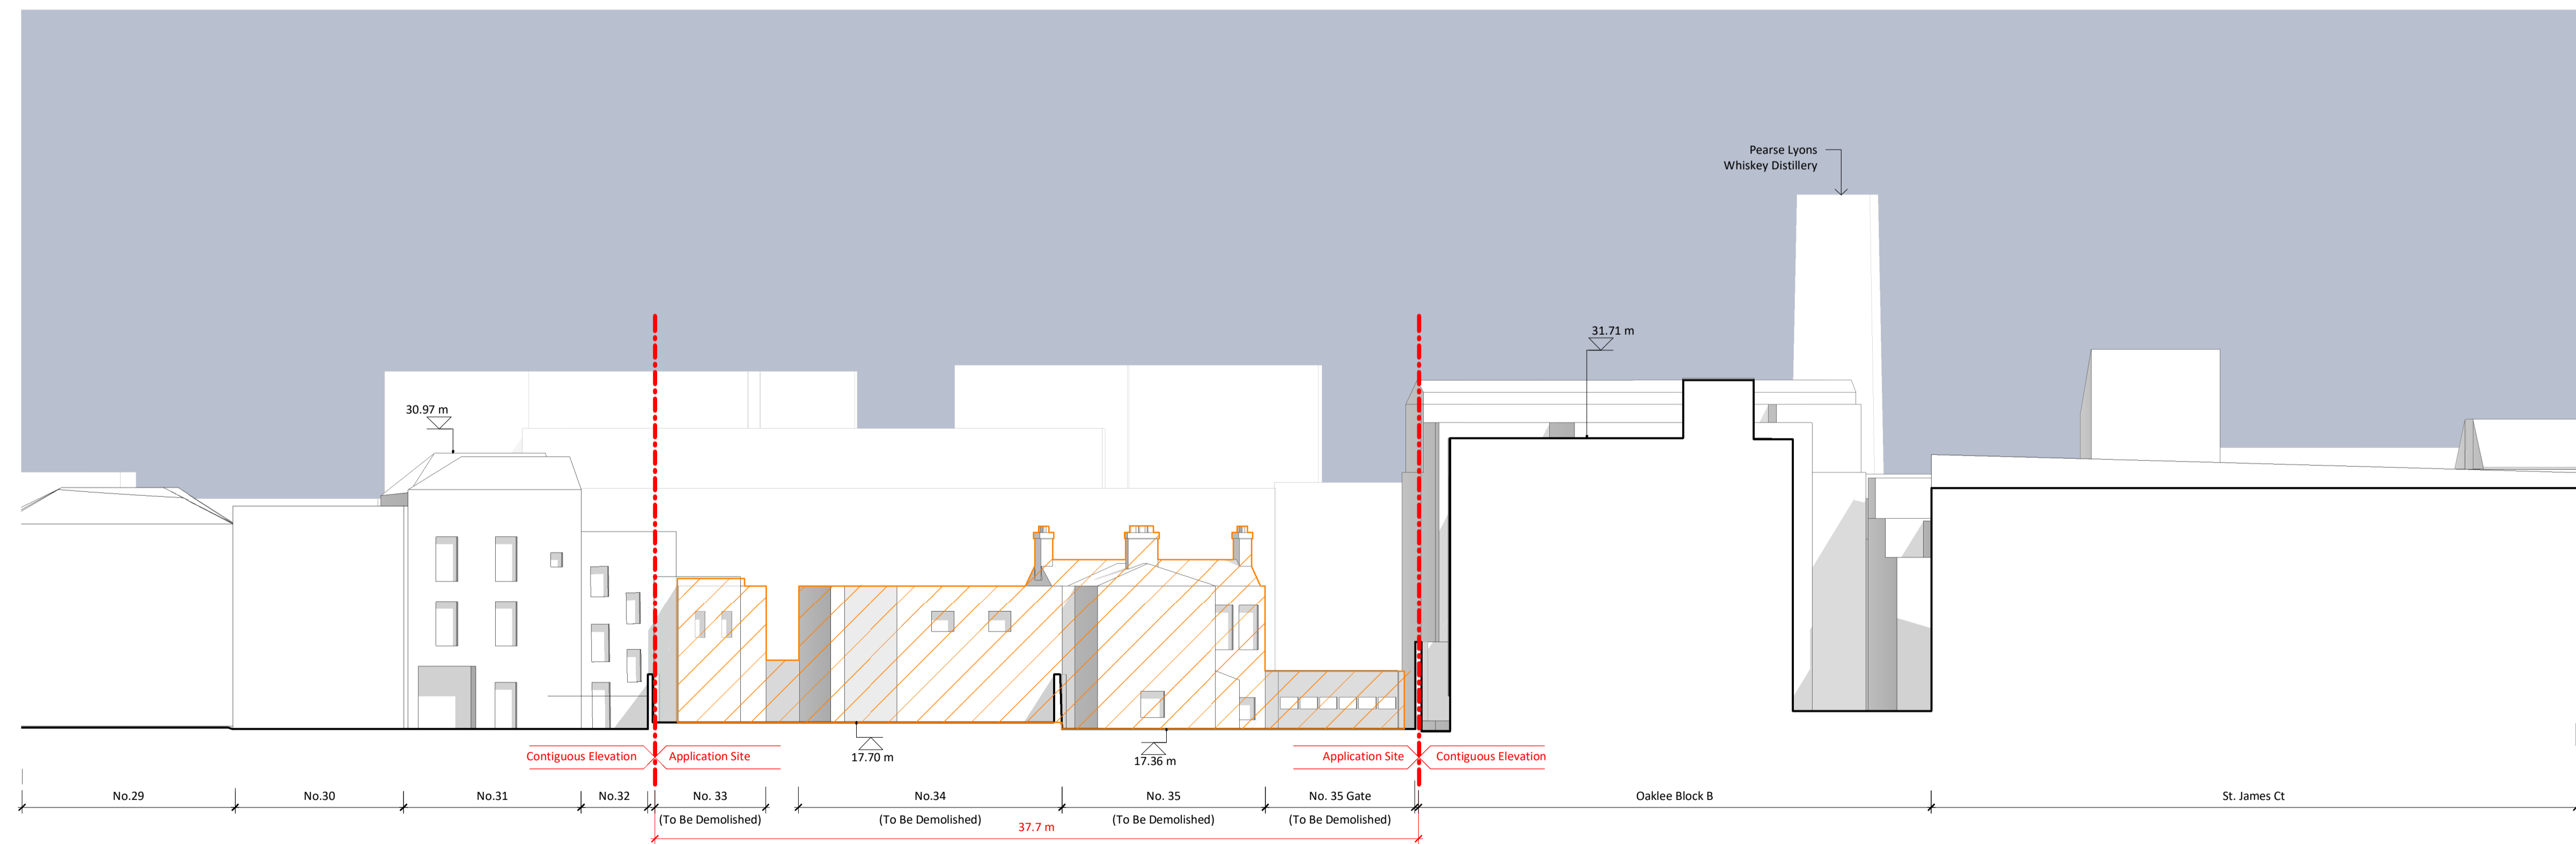 Pearse Lyons
Whiskey Distillery
31.71 m
30.97 m
Contiguous Elevation
Application Site
17.70 m
17.36 m
Application Site
Contiguous Elevation
No.29
No.30
No.31
No.32
No. 33
No.34
No. 35
No. 35 Gate
Oaklee Block B
St. James Ct
(To Be Demolished)
(To Be Demolished)
(To Be Demolished)
(To Be Demolished)
37.7 m